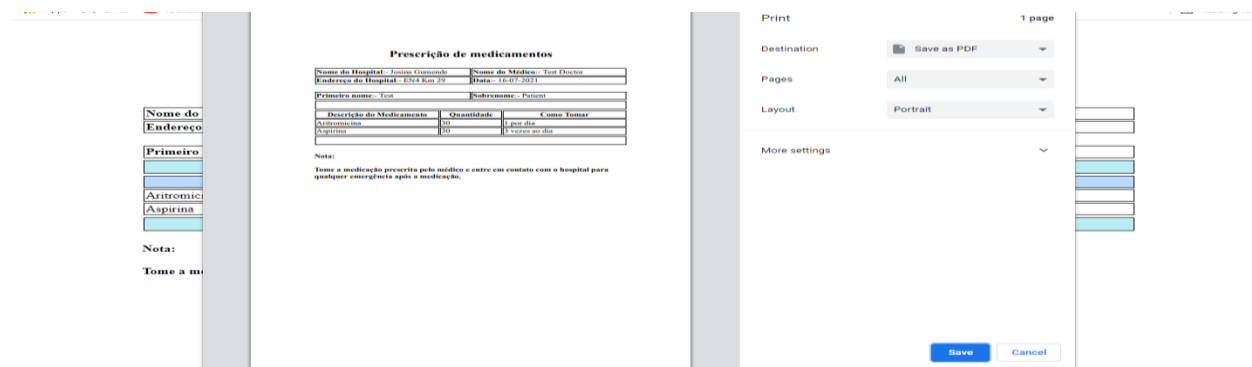 Print
1 page
Prescrição de medicamentos
Destination
Save as PDF
Nome do Hospital:- Josina Gumende
Nome do Médico:- Test Doctor
Endereço do Hospital:- EN4 Km 29
Data:- 16-07-2021
Pages
All
Primeiro nome:- Test
Sobrenome:- Patient
Layout
Portrait
Descrição do Medicamento
Quantidade
Como Tomar
Aritromicina
30
1 por dia
Aspirina
30
3 vezes ao dia
More settings
Nota:
Tome a medicação prescrita pelo médico e entre em contato com o hospital para
qualquer emergência após a medicação.
Nome do
Endereço
Primeiro
Aritromici
Aspirina
Nota:
Tome a me
Save
Cancel